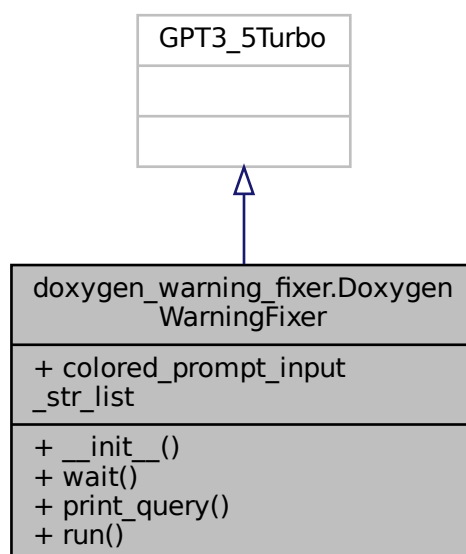 GPT3_5Turbo
doxygen_warning_fixer.Doxygen
WarningFixer
+ colored_prompt_input
_str_list
+ __init__()
+ wait()
+ print_query()
+ run()